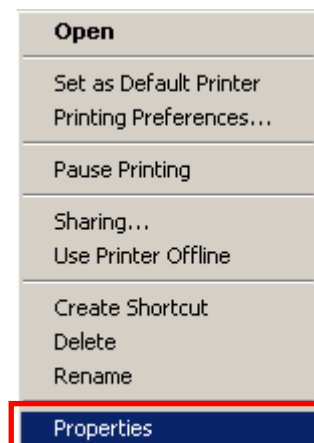 Open
Set as Default Printer
Printing Preferences...
Pause Printing
Sharing...
Use Printer Offline
Create Shortcut
Delete
Rename
Properties